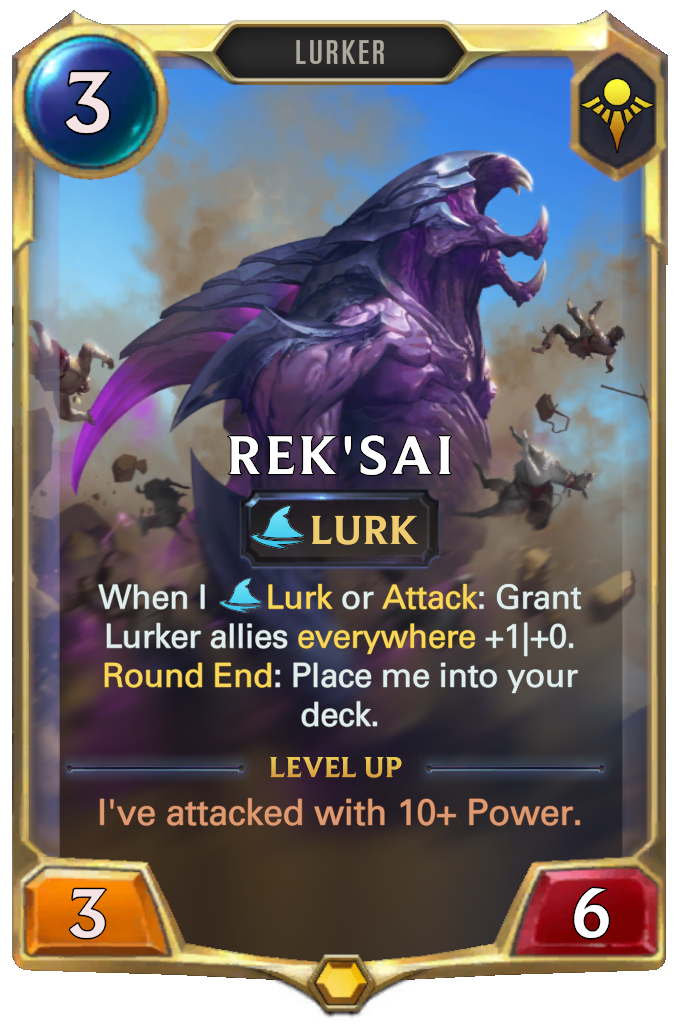 LURKER
3
REK'SAI
LURK
When I Lurk or Attack: Grant
Lurker allies everywhere +1|+0.
Round End: Place me into your
deck.
LEVEL UP
I've attacked with 10+ Power.
3
6